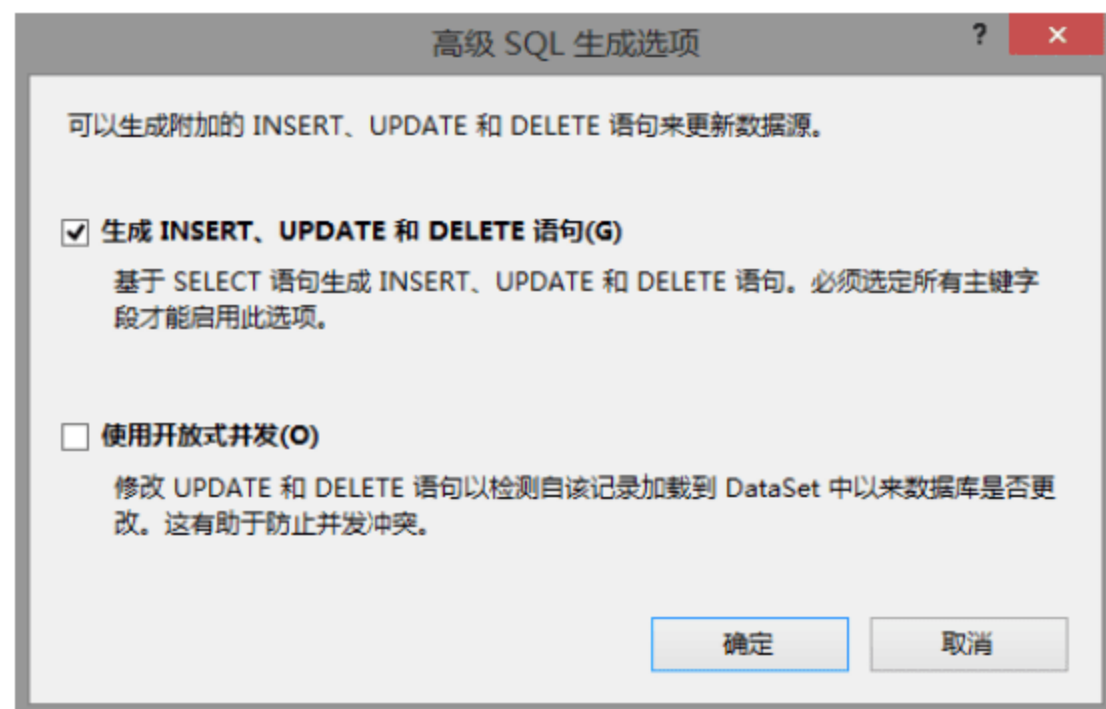 高级 SQL 生成选项
?
×
可以生成附加的 INSERT、UPDATE 和 DELETE 语句来更新数据源。
生成 INSERT、UPDATE 和 DELETE 语句(G)
基于 SELECT 语句生成 INSERT、UPDATE 和 DELETE 语句。必须选定所有主键字
段才能启用此选项。
使用开放式并发(O)
修改 UPDATE 和 DELETE 语句以检测自该记录加载到 DataSet 中以来数据库是否更
改。这有助于防止并发冲突。
确定
取消